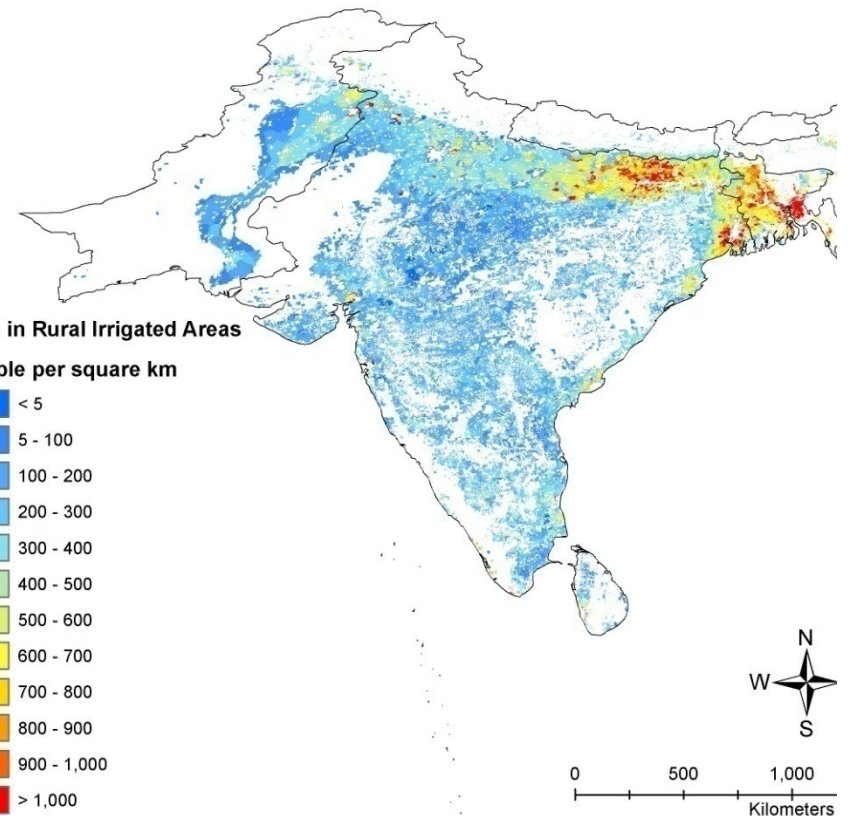 in Rural Irrigated Areas
ple per square km
< 5
5 - 100
100 - 200
200 - 300
300 - 400
400 - 500
500 - 600
600 - 700
700 - 800
800 - 900
900 - 1,000
> 1,000
N
W
S
0 500 1,000
Kilometers